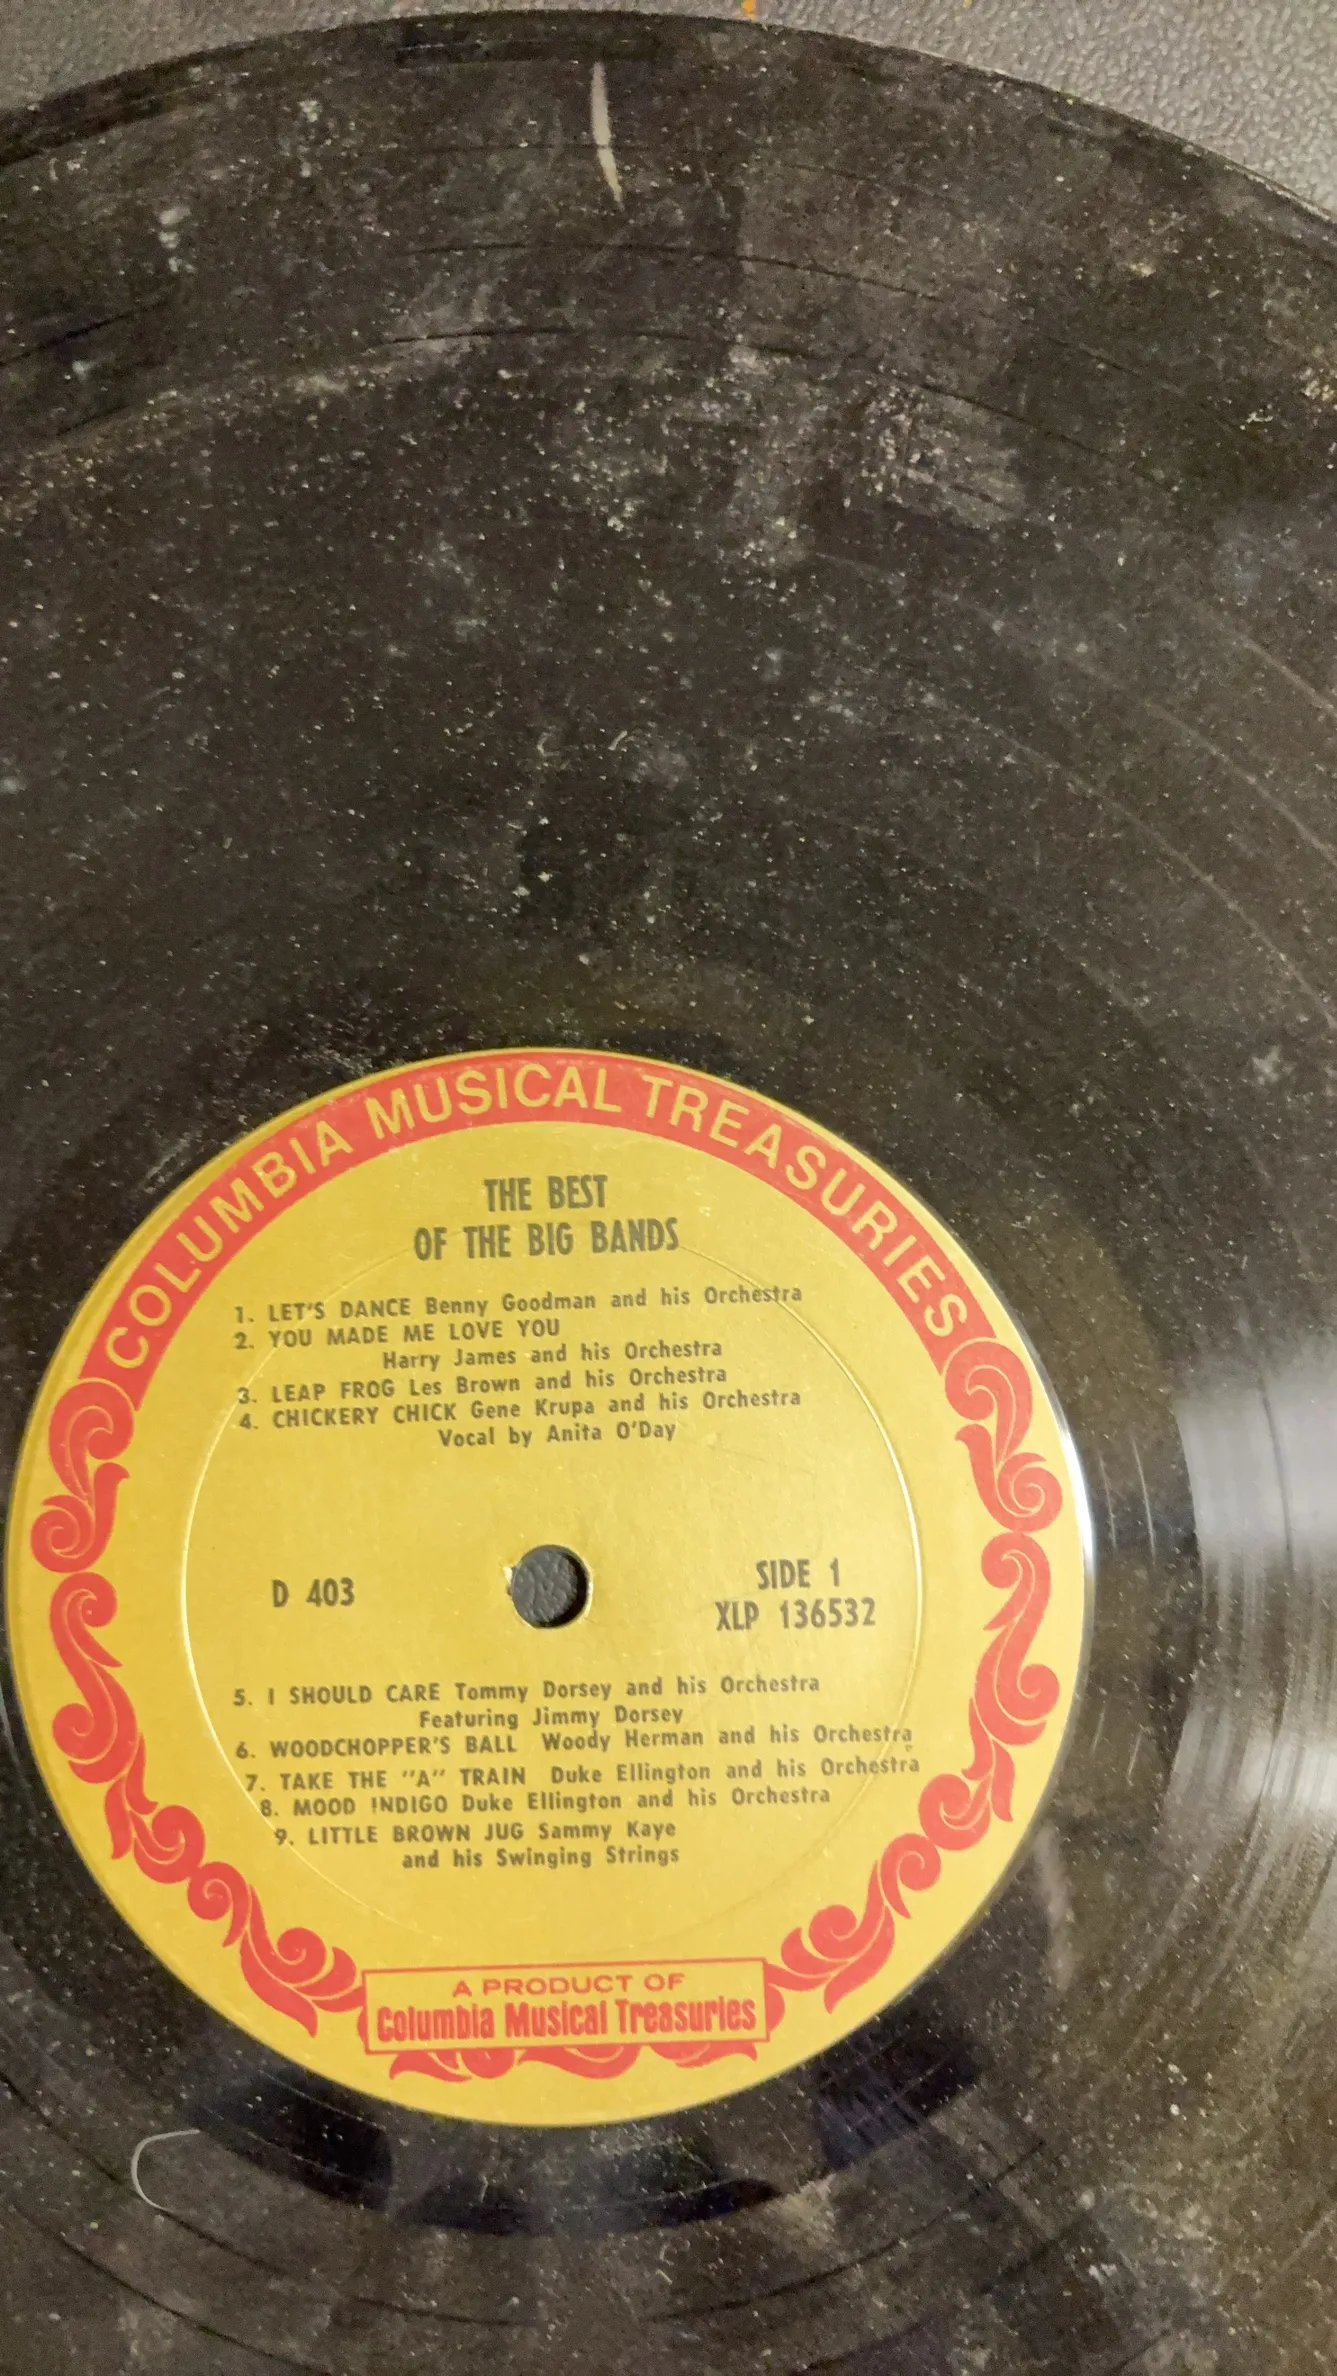 COLUMBIA MUSICAL TREASURIES
THE BEST
OF THE BIG BANDS
1. LET'S DANCE Benny Goodman and his Orchestra
2. YOU MADE ME LOVE YOU
Harry James and his Orchestra
3. LEAP FROG Les Brown and his Orchestra
4. CHICKERY CHICK Gene Krupa and his Orchestra
Vocal by Anita O'Day
D 403
SIDE 1
XLP 136532
5. I SHOULD CARE Tommy Dorsey and his Orchestra
Featuring Jimmy Dorsey
6. WOODCHOPPER'S BALL Woody Herman and his Orchestra
7. TAKE THE "A" TRAIN Duke Ellington and his Orchestra
8. MOOD INDIGO Duke Ellington and his Orchestra
9. LITTLE BROWN JUG Sammy Kaye
and his Swinging Strings
A PRODUCT OF
Columbia Musical Treasuries